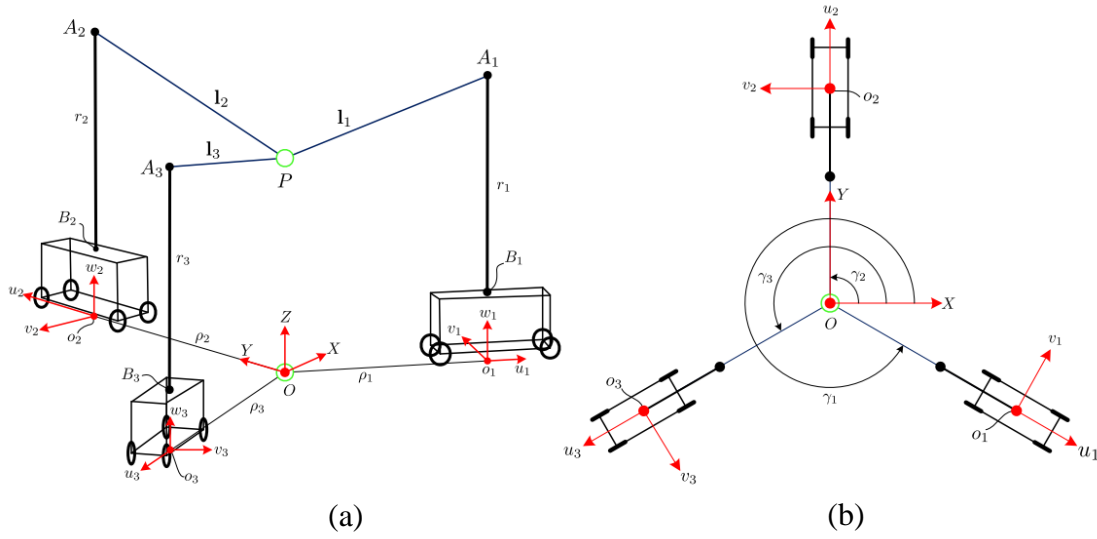 A₂
A₁
l₂
l₁
r₂
l₃
A₃
P
r₁
B₂
r₃
w₂
B₁
u₂
w₁
v₁
v₂
o₂
ρ₂
Z
Y
X
o₁
u₁
B₃
ρ₁
O
w₃
ρ₃
v₃
u₃
o₃
(a)
u₂
v₂
o₂
Y
γ₃
γ₂
X
O
v₁
o₃
γ₁
o₁
u₃
u₁
v₃
(b)